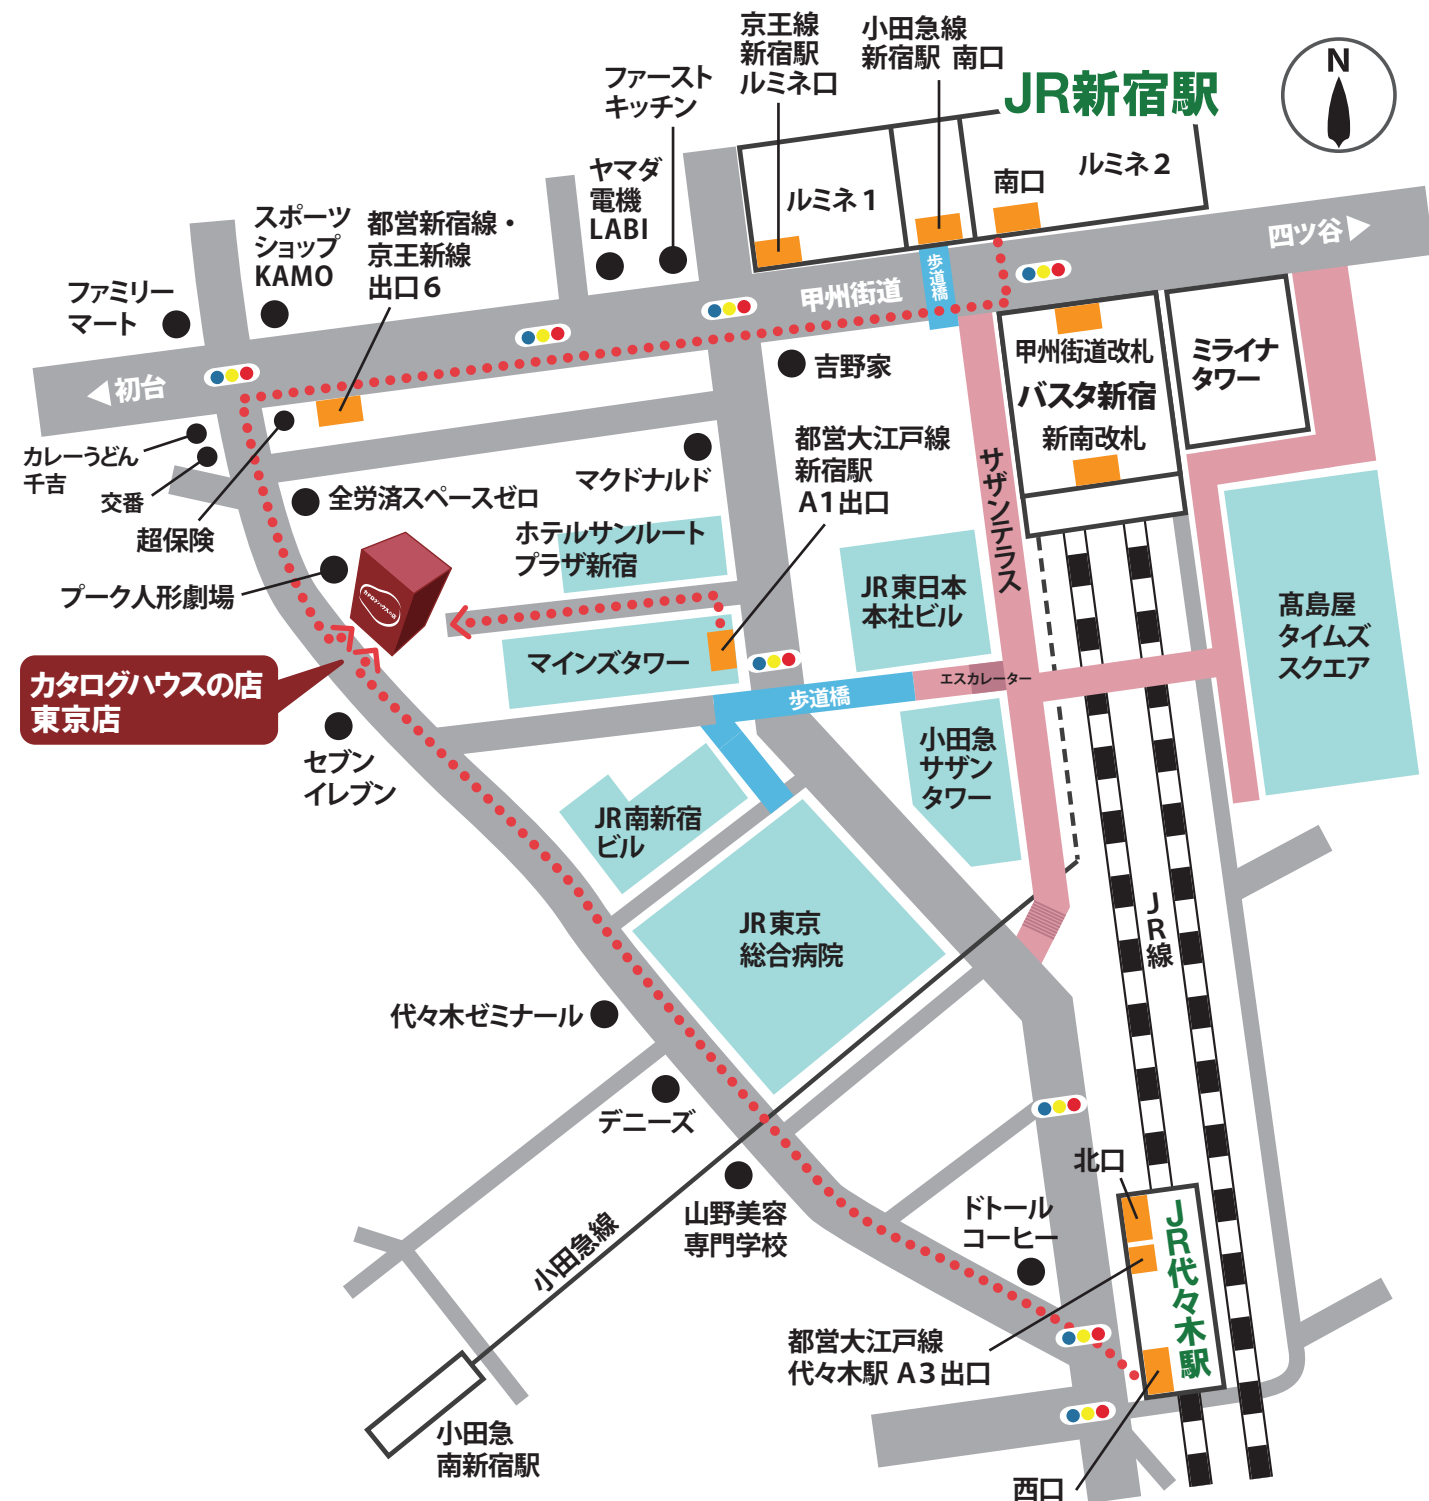 京王線
新宿駅
ルミネ口
小田急線
新宿駅 南口
JR新宿駅
N
ファースト
キッチン
ヤマダ
電機
LABI
ルミネ1
南口
ルミネ2
四ツ谷
スポーツ
ショップ
KAMO
都営新宿線・
京王新線
出口6
ファミリー
マート
歩道橋
甲州街道
初台
吉野家
甲州街道改札
バスタ新宿
新南改札
ミライナ
タワー
カレーうどん
千吉
交番
超保険
全労済スペースゼロ
マクドナルド
都営大江戸線
新宿駅
A1出口
サザンテラス
ホテルサンルート
プラザ新宿
プーク人形劇場
カタログハウスの店
JR東日本
本社ビル
髙島屋
タイムズ
スクエア
マインズタワー
カタログハウスの店
東京店
エスカレーター
歩道橋
セブン
イレブン
小田急
サザン
タワー
JR南新宿
ビル
JR東京
総合病院
JR線
代々木ゼミナール
デニーズ
山野美容
専門学校
小田急線
北口
ドトール
コーヒー
JR代々木駅
都営大江戸線
代々木駅 A3出口
小田急
南新宿駅
西口